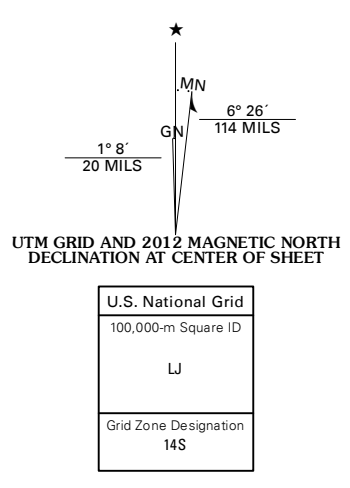 ★
MN
6° 26´
114 MILS
GN
1° 8´
20 MILS
UTM GRID AND 2012 MAGNETIC NORTH
DECLINATION AT CENTER OF SHEET
U.S. National Grid
100,000-m Square ID
LJ
Grid Zone Designation
14S